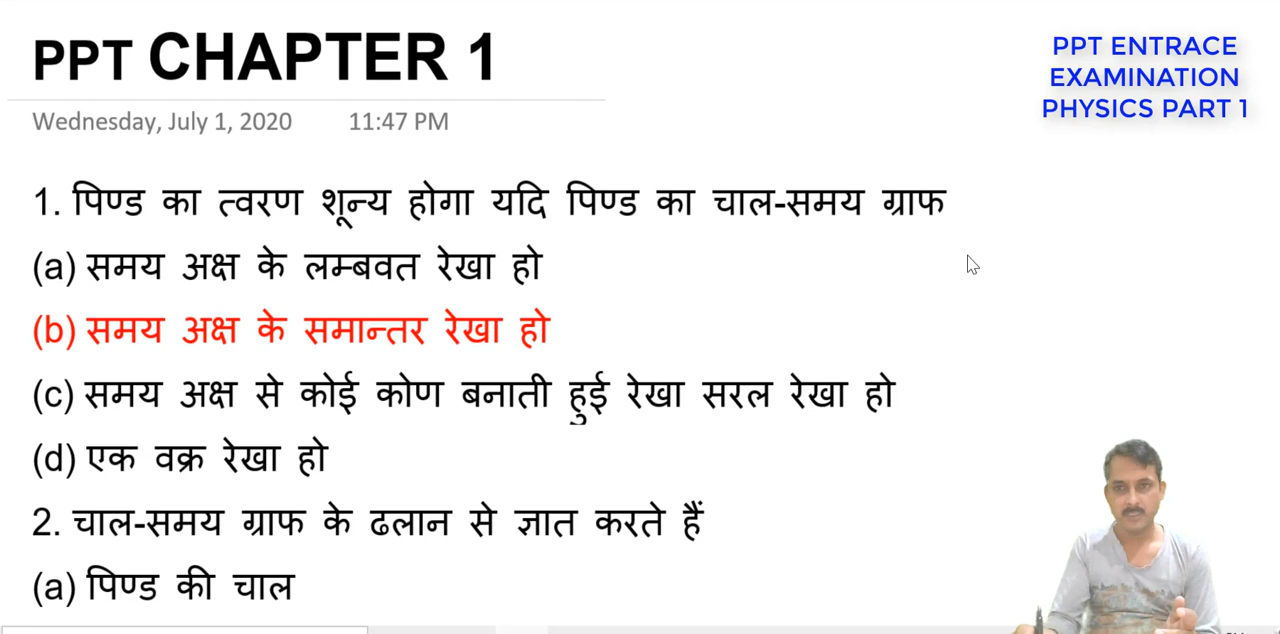 PPT CHAPTER 1
PPT ENTRACE
EXAMINATION
PHYSICS PART 1
Wednesday, July 1, 2020 11:47 PM
1. पिण्ड का त्वरण शून्य होगा यदि पिण्ड का चाल-समय ग्राफ
(a) समय अक्ष के लम्बवत रेखा हो
(b) समय अक्ष के समान्तर रेखा हो
(c) समय अक्ष से कोई कोण बनाती हुई रेखा सरल रेखा हो
(d) एक वक्र रेखा हो
2. चाल-समय ग्राफ के ढलान से ज्ञात करते हैं
(a) पिण्ड की चाल